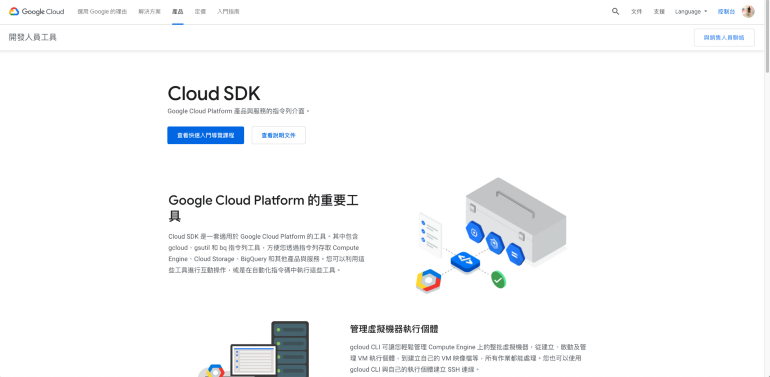 Google Cloud
選用 Google 的理由
解決方案
產品
定價
入門指南
文件
支援
Language
控制台
開發人員工具
與銷售人員聯絡
Cloud SDK
Google Cloud Platform 產品與服務的指令列介面。
查看快速入門導覽課程
查看說明文件
Google Cloud Platform 的重要工
具
Cloud SDK 是一套適用於 Google Cloud Platform 的工具。其中包含
gcloud、gsutil 和 bq 指令列工具，方便您透過指令列存取 Compute
Engine、Cloud Storage、BigQuery 和其他產品與服務。您可以利用這
些工具進行互動操作，或是在自動化指令碼中執行這些工具。
管理虛擬機器執行個體
gcloud CLI 可讓您輕鬆管理 Compute Engine 上的整批虛擬機器，從建立、啟動及管
理 VM 執行個體，到建立自己的 VM 映像檔等，所有作業都能處理。您也可以使用
gcloud CLI 與自己的執行個體建立 SSH 連線。